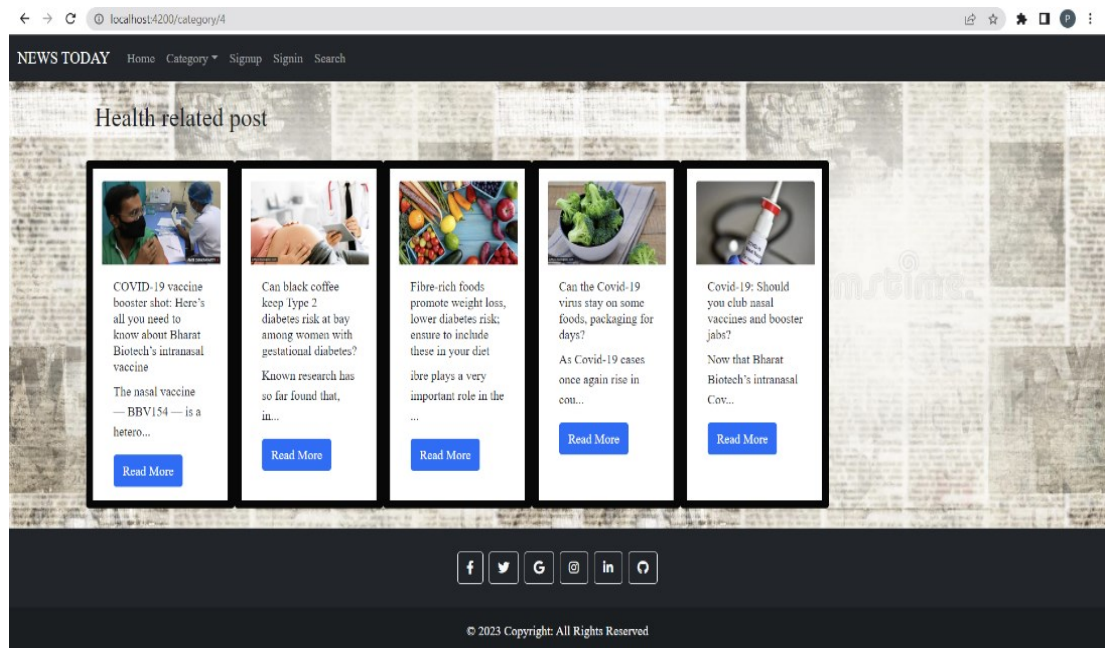 localhost:4200/category/4
P
NEWS TODAY Home Category Signup Signin Search
Health related post
COVID-19 vaccine
booster shot: Here's
all you need to
know about Bharat
Biotech's intranasal
vaccine
The nasal vaccine
— BBV154 — is a
hetero...
Read More
Can black coffee
keep Type 2
diabetes risk at bay
among women with
gestational diabetes?
Known research has
so far found that,
in...
Read More
Fibre-rich foods
promote weight loss,
lower diabetes risk;
ensure to include
these in your diet
ibre plays a very
important role in the
...
Read More
Can the Covid-19
virus stay on some
foods, packaging for
days?
As Covid-19 cases
once again rise in
cou...
Read More
Covid-19: Should
you club nasal
vaccines and booster
jabs?
Now that Bharat
Biotech's intranasal
Cov...
Read More
© 2023 Copyright: All Rights Reserved